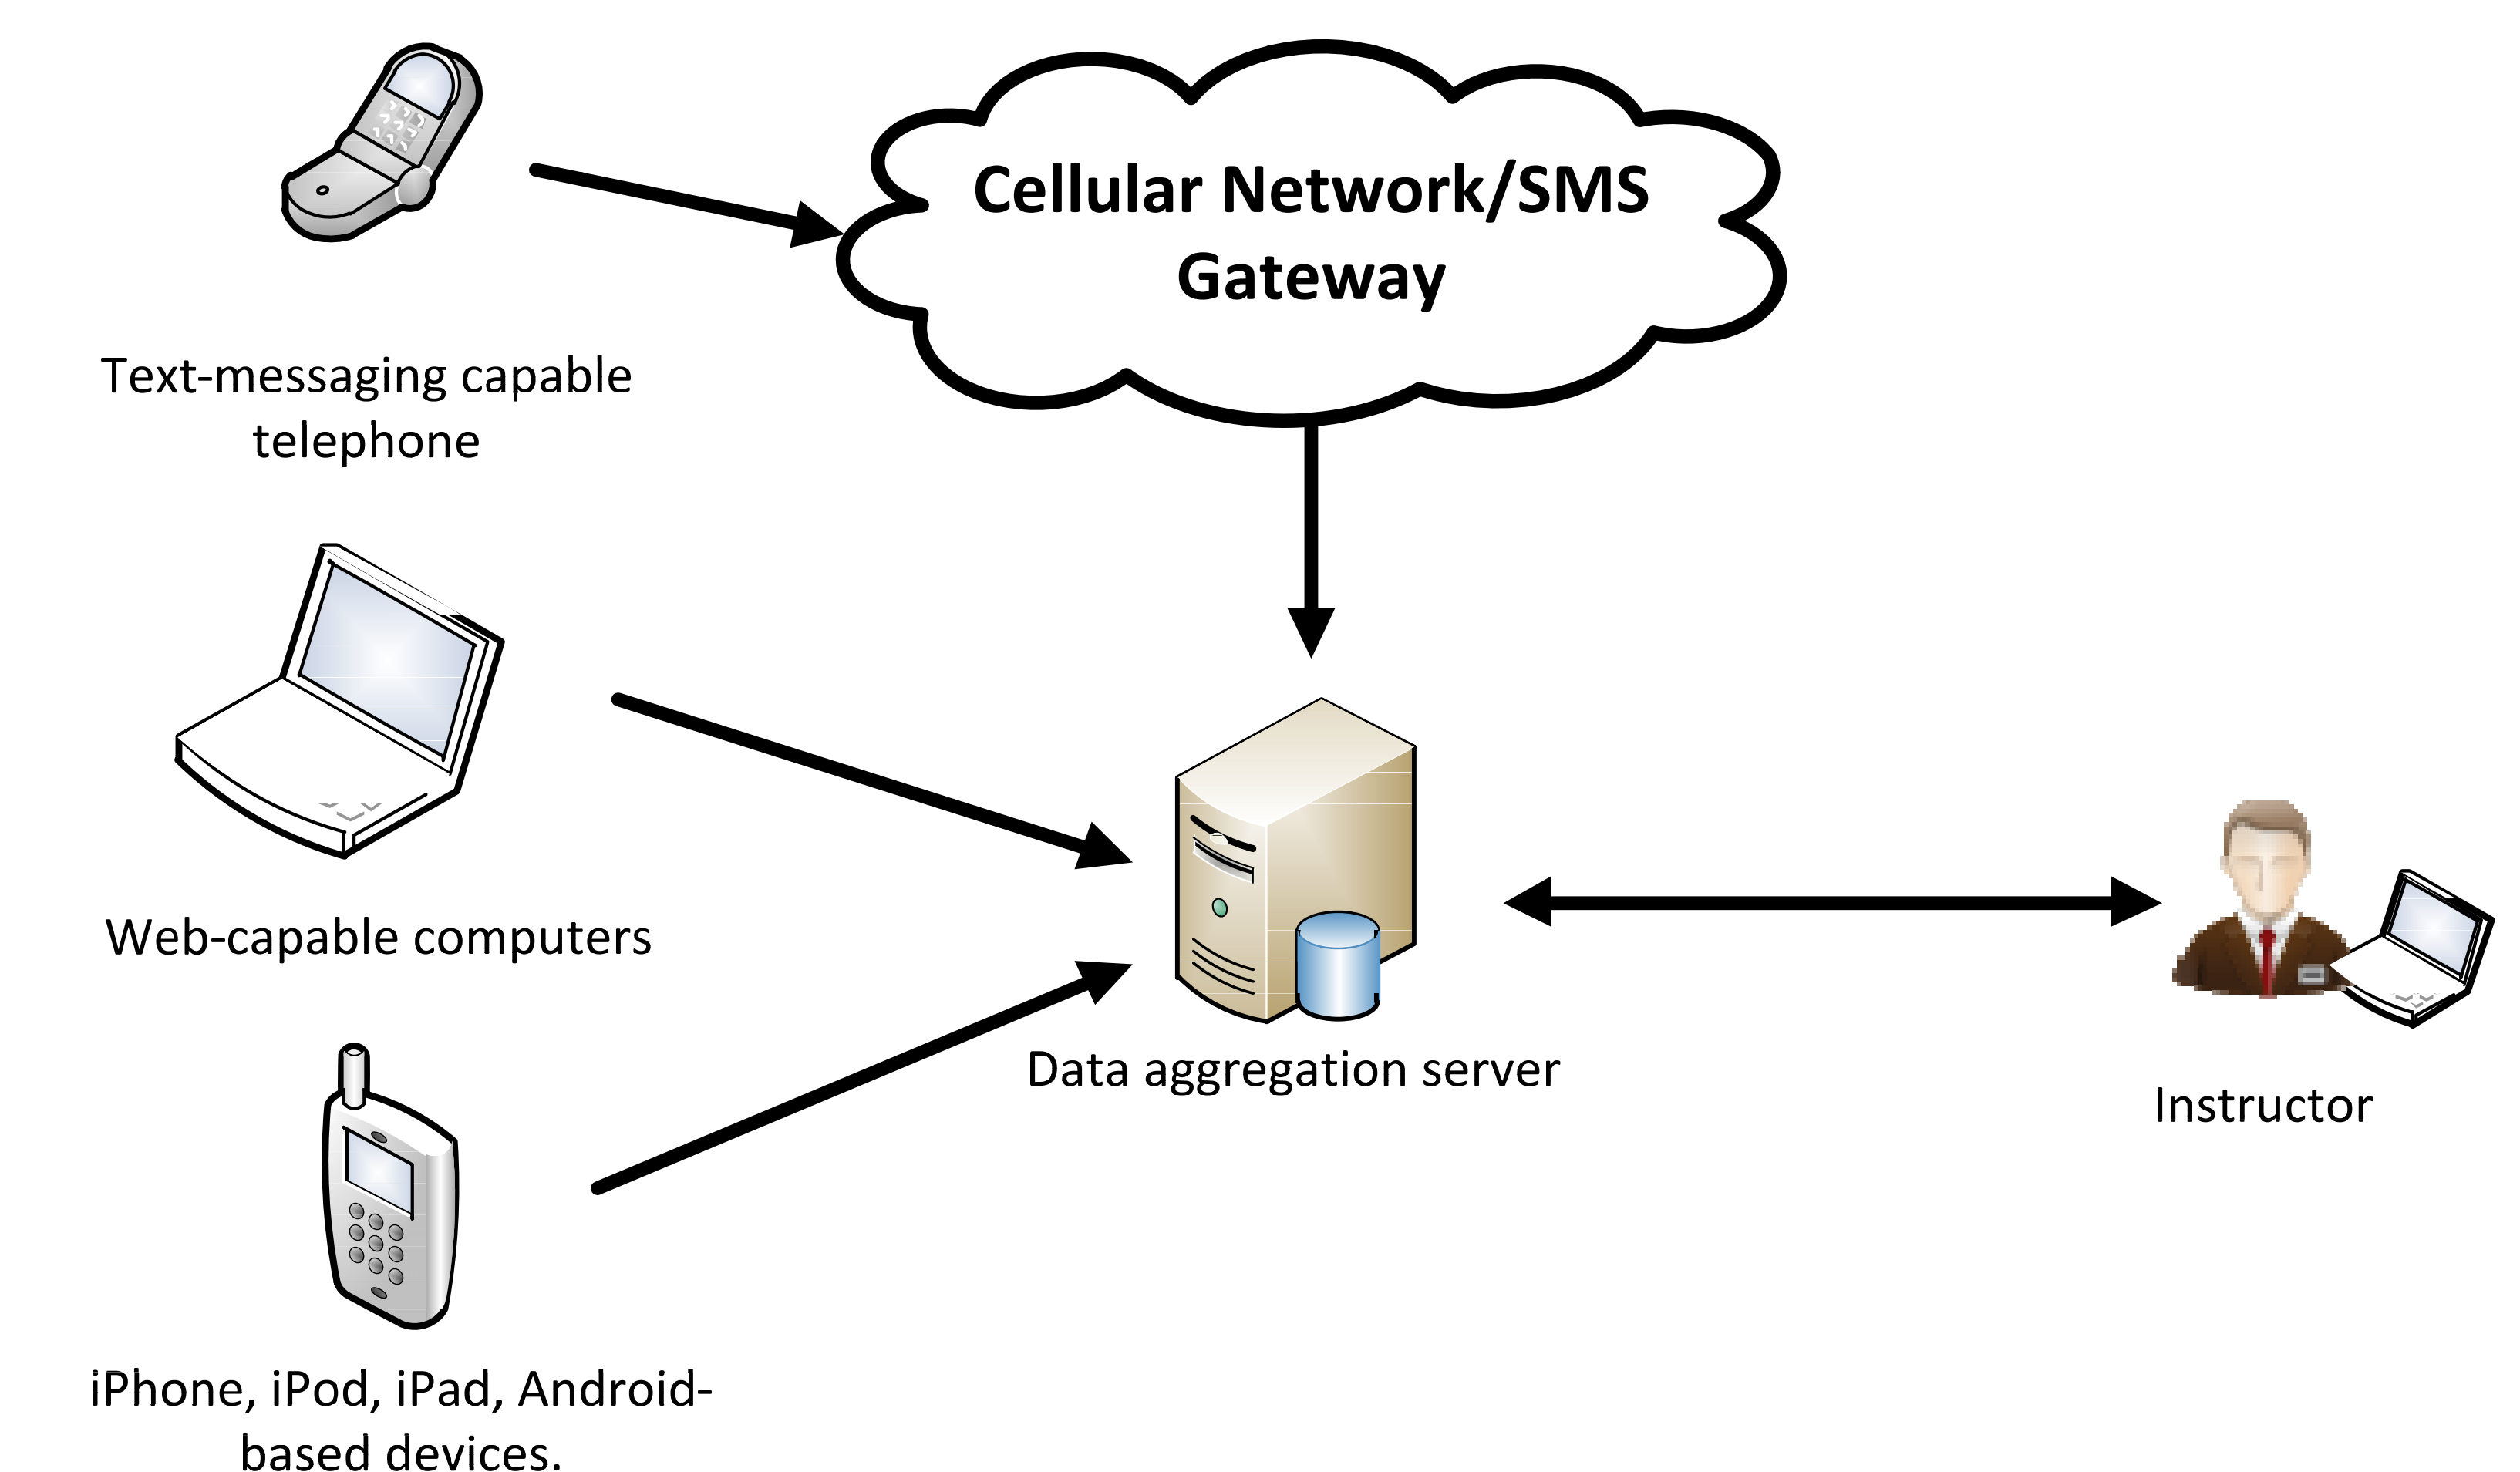 Cellular Network/SMS
Gateway
Text-messaging capable
telephone
Web-capable computers
Data aggregation server
Instructor
iPhone, iPod, iPad, Android-
based devices.